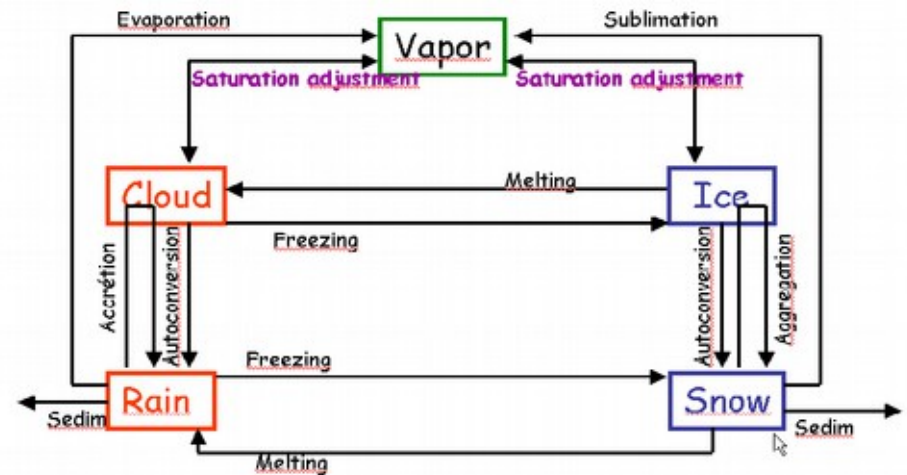 Evaporation
Sublimation
Vapor
Saturation adjustment
Saturation adjustment
Cloud
Melting
Ice
Freezing
Accrétion
Autoconversion
Autoconversion
Aggregation
Freezing
Rain
Snow
Sedim
Sedim
Melting